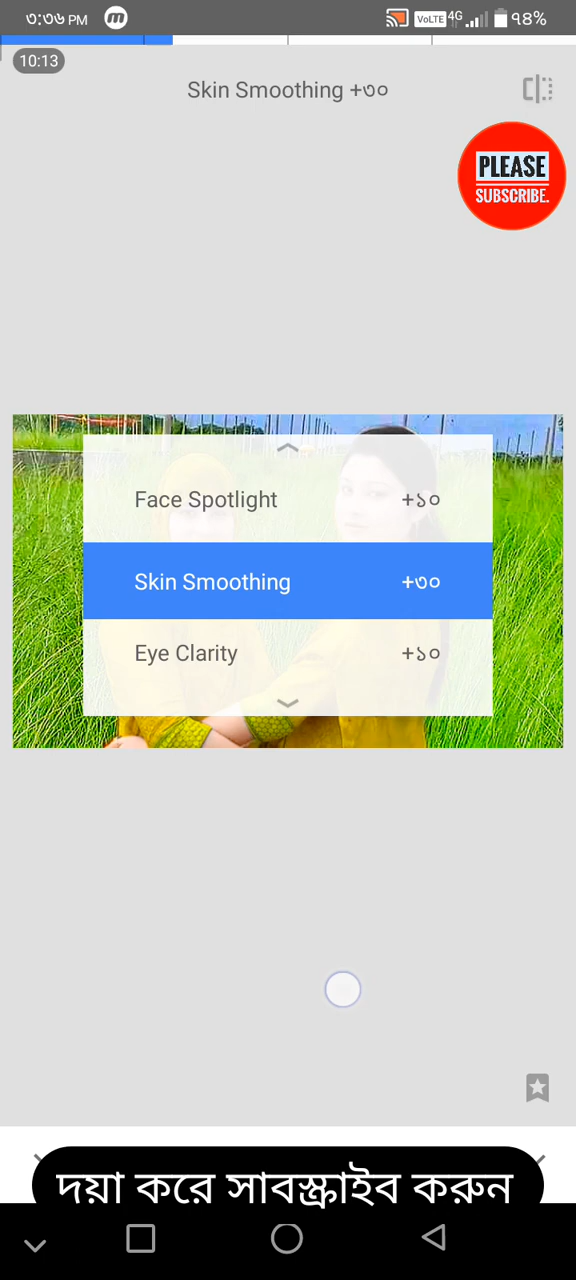 ৩:৩৬ PM m VoLTE 4G ৭8%
10:13
Skin Smoothing +৩০
PLEASE
SUBSCRIBE.
Face Spotlight +১০
Skin Smoothing +৩০
Eye Clarity +১০
দয়া করে সাবস্ক্রাইব করুন